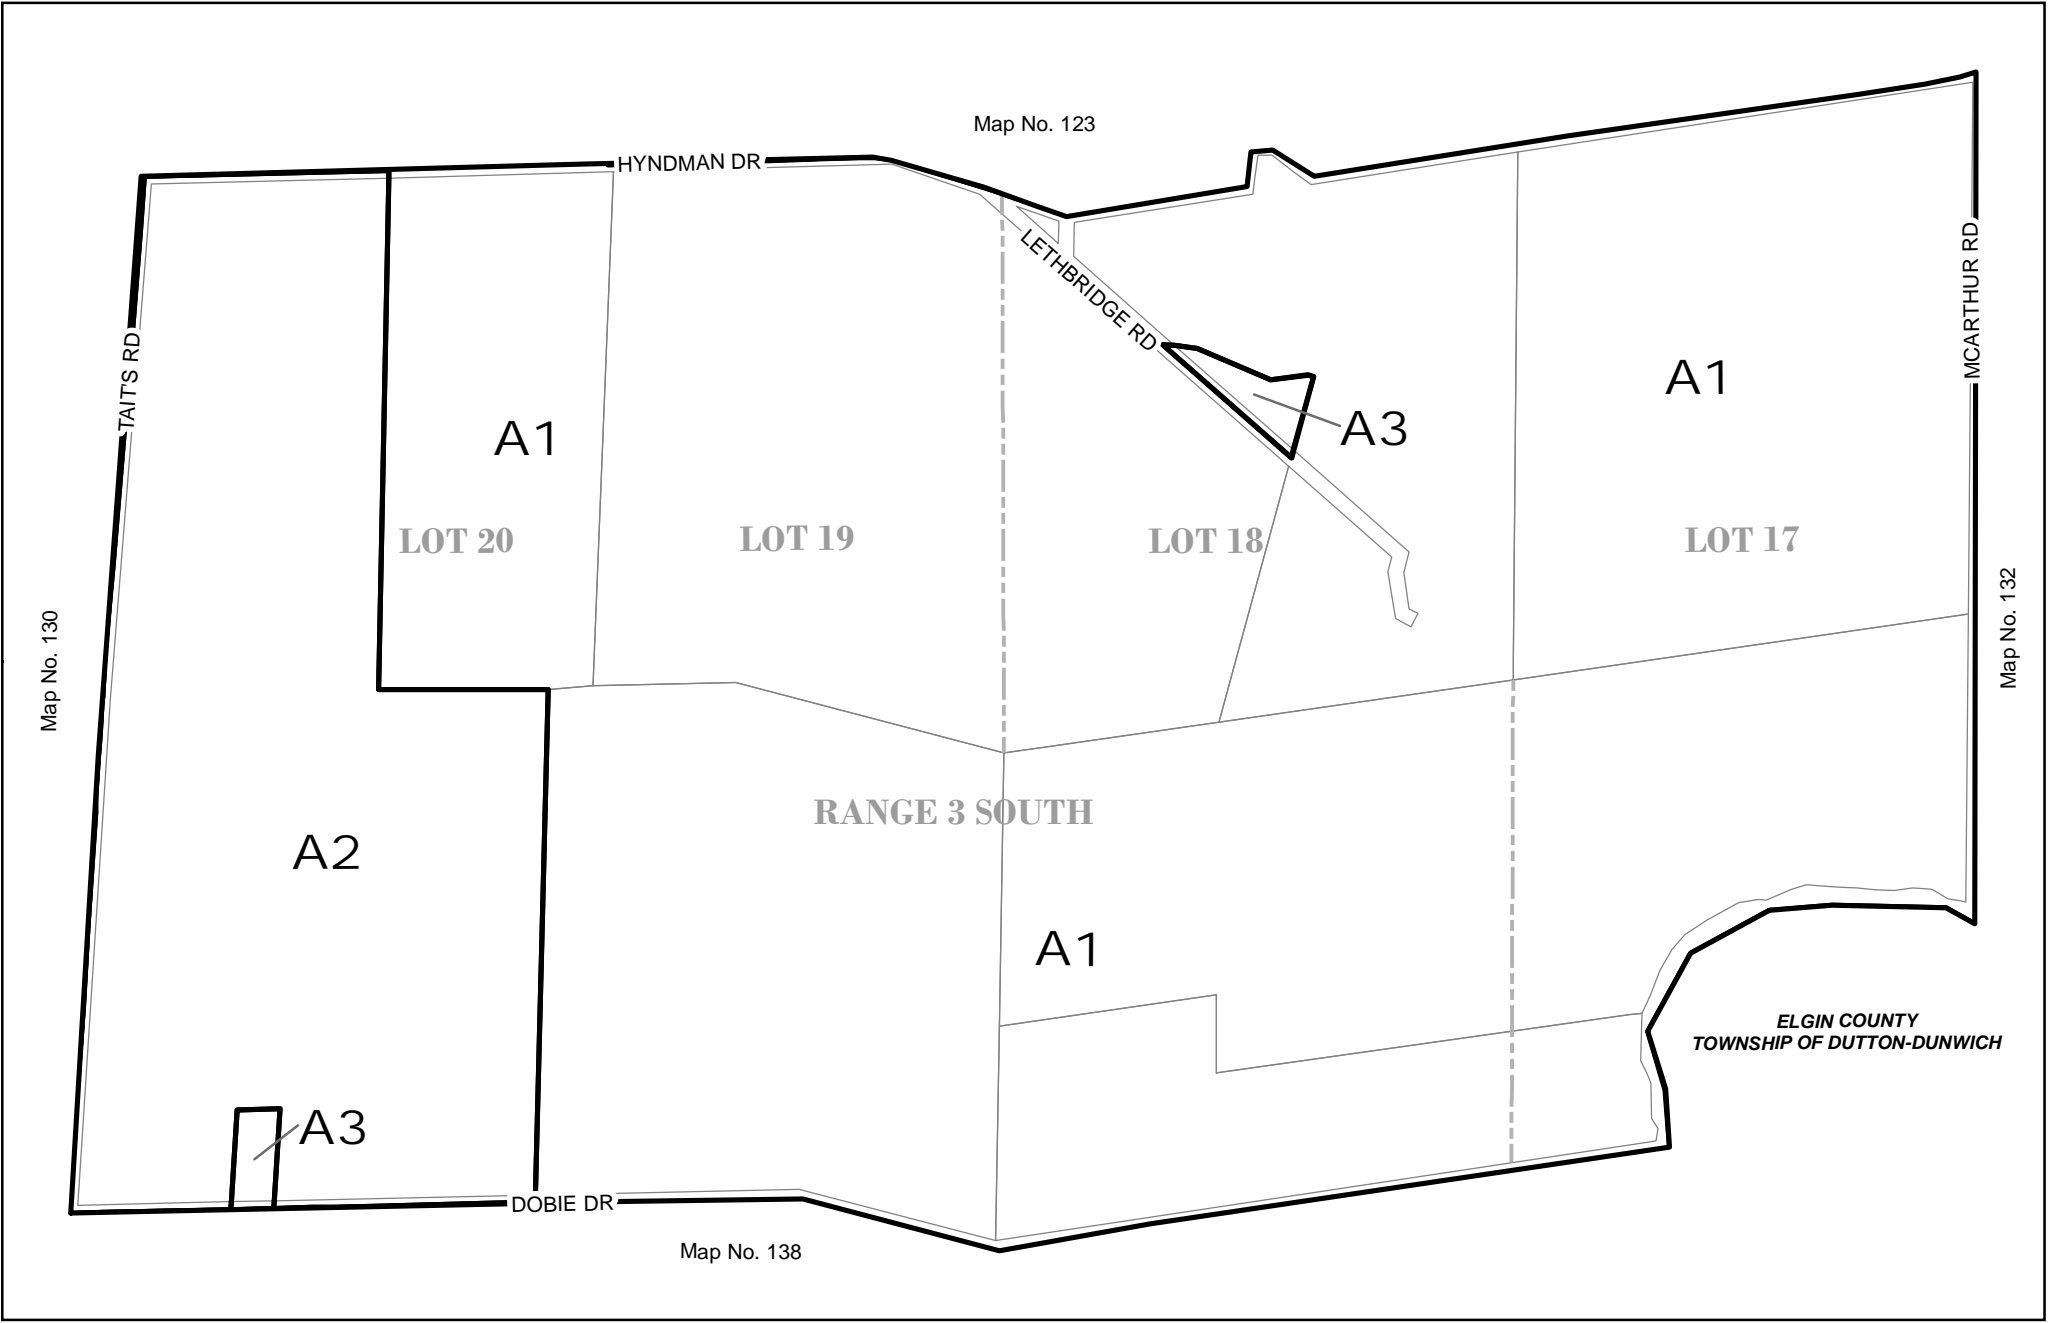 Map No. 123
HYNDMAN DR
LETHBRIDGE RD
MCARTHUR RD
TAIT'S RD
A1
A3
A1
LOT 20
LOT 19
LOT 18
LOT 17
Map No. 130
Map No. 132
RANGE 3 SOUTH
A2
A1
ELGIN COUNTY
TOWNSHIP OF DUTTON-DUNWICH
A3
DOBIE DR
Map No. 138